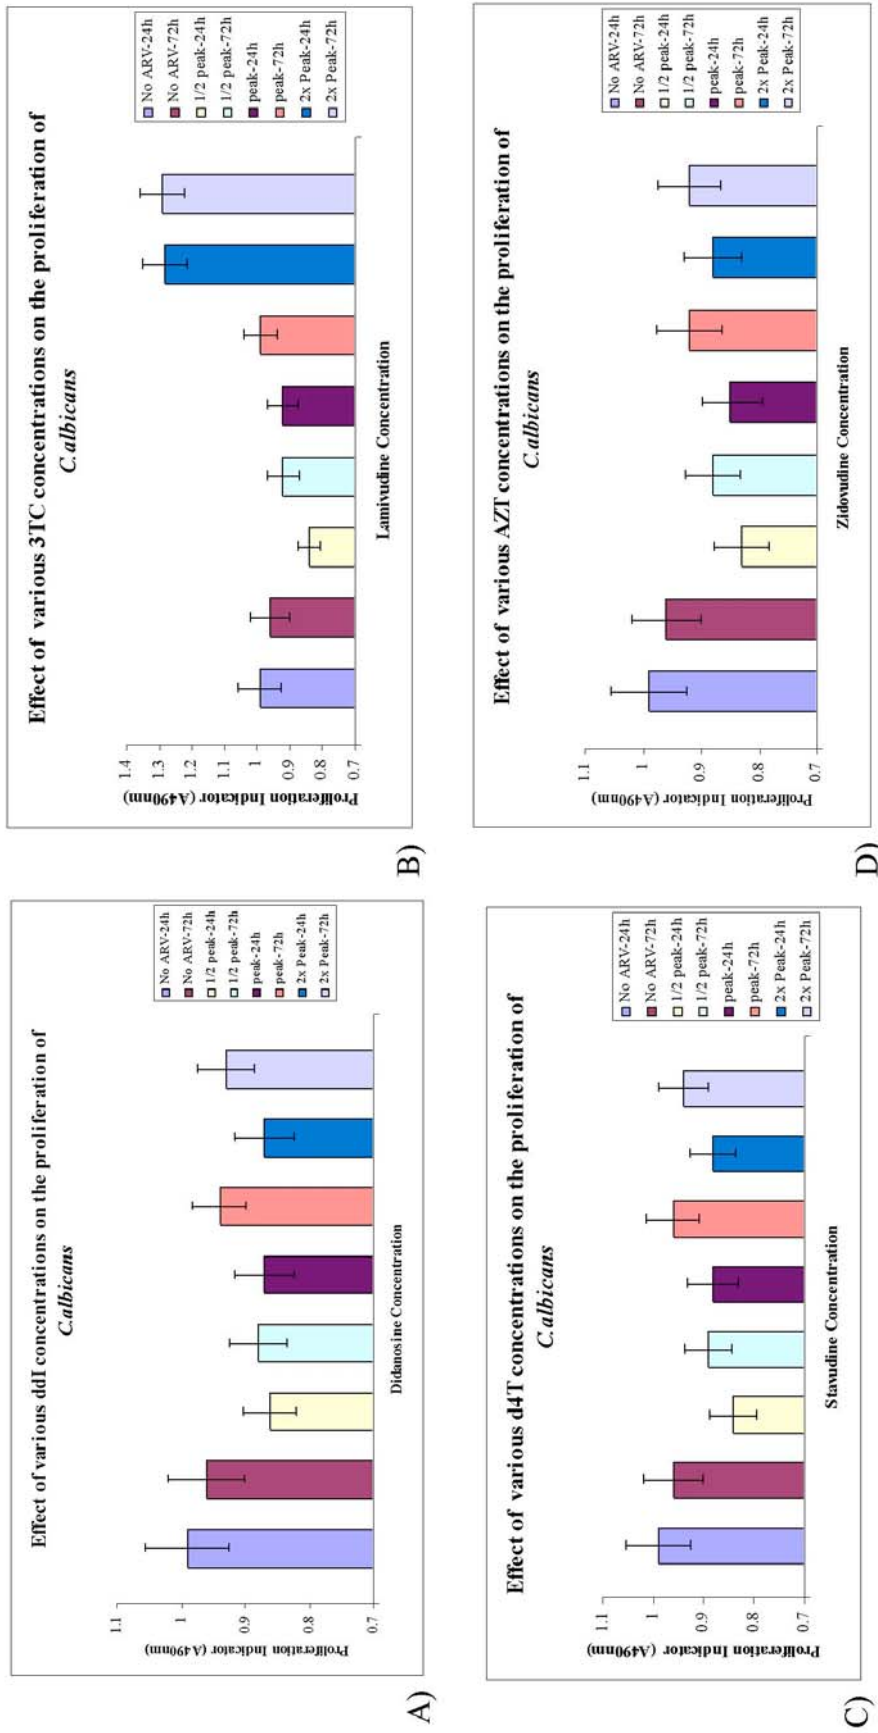 A)
Effect of various ddI concentrations on the proliferation of
C.albicans
Proliferation Indicator (A490nm)
1.1
1
0.9
0.8
0.7
Didanosine Concentration
No ARV-24h
No ARV-72h
1/2 peak-24h
1/2 peak-72h
peak-24h
peak-72h
2x Peak-24h
2x Peak-72h
B)
Effect of various 3TC concentrations on the proliferation of
C.albicans
Proliferation Indicator (A490nm)
1.4
1.3
1.2
1.1
1
0.9
0.8
0.7
Lamivudine Concentration
No ARV-24h
No ARV-72h
1/2 peak-24h
1/2 peak-72h
peak-24h
peak-72h
2x Peak-24h
2x Peak-72h
C)
Effect of various d4T concentrations on the proliferation of
C.albicans
Proliferation Indicator (A490nm)
1.1
1
0.9
0.8
0.7
Stavudine Concentration
No ARV-24h
No ARV-72h
1/2 peak-24h
1/2 peak-72h
peak-24h
peak-72h
2x Peak-24h
2x Peak-72h
D)
Effect of various AZT concentrations on the proliferation of
C.albicans
Proliferation Indicator (A490nm)
1.1
1
0.9
0.8
0.7
Zidovudine Concentration
No ARV-24h
No ARV-72h
1/2 peak-24h
1/2 peak-72h
peak-24h
peak-72h
2x Peak-24h
2x Peak-72h